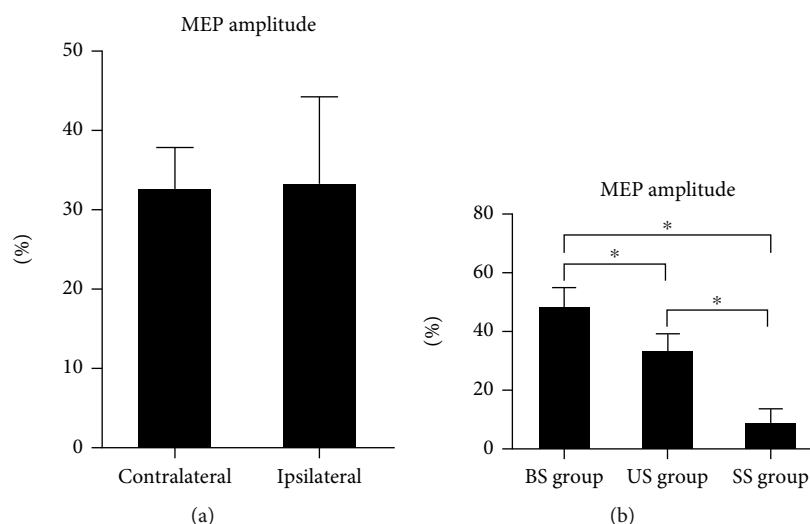 MEP amplitude
50
40
30
20
10
0
(%)
Contralateral Ipsilateral
(a)
MEP amplitude
80
60
40
20
0
(%)
*
*
*
BS group US group SS group
(b)